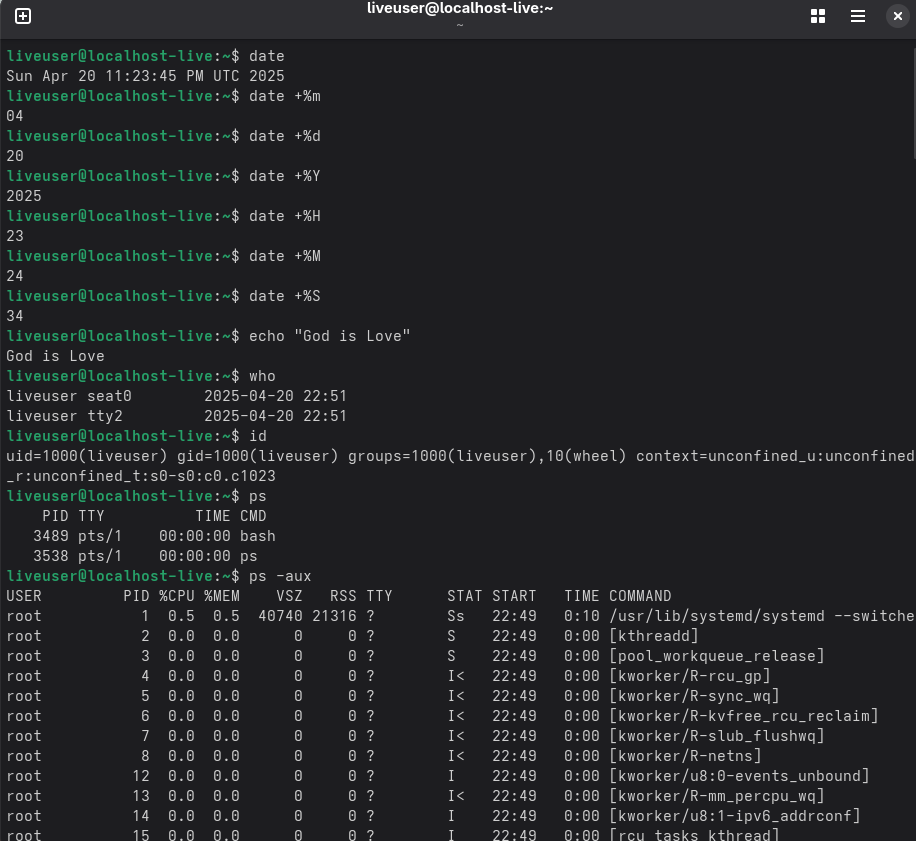 liveuser@localhost-live:~
~
liveuser@localhost-live:~$ date
Sun Apr 20 11:23:45 PM UTC 2025
liveuser@localhost-live:~$ date +%m
04
liveuser@localhost-live:~$ date +%d
20
liveuser@localhost-live:~$ date +%Y
2025
liveuser@localhost-live:~$ date +%H
23
liveuser@localhost-live:~$ date +%M
24
liveuser@localhost-live:~$ date +%S
34
liveuser@localhost-live:~$ echo "God is Love"
God is Love
liveuser@localhost-live:~$ who
liveuser seat0        2025-04-20 22:51
liveuser tty2         2025-04-20 22:51
liveuser@localhost-live:~$ id
uid=1000(liveuser) gid=1000(liveuser) groups=1000(liveuser),10(wheel) context=unconfined_u:unconfined
_r:unconfined_t:s0-s0:c0.c1023
liveuser@localhost-live:~$ ps
    PID TTY          TIME CMD
   3489 pts/1    00:00:00 bash
   3538 pts/1    00:00:00 ps
liveuser@localhost-live:~$ ps -aux
USER         PID %CPU %MEM    VSZ   RSS TTY      STAT START   TIME COMMAND
root           1  0.5  0.5  40740 21316 ?        Ss   22:49   0:10 /usr/lib/systemd/systemd --switche
root           2  0.0  0.0      0     0 ?        S    22:49   0:00 [kthreadd]
root           3  0.0  0.0      0     0 ?        S    22:49   0:00 [pool_workqueue_release]
root           4  0.0  0.0      0     0 ?        I<   22:49   0:00 [kworker/R-rcu_gp]
root           5  0.0  0.0      0     0 ?        I<   22:49   0:00 [kworker/R-sync_wq]
root           6  0.0  0.0      0     0 ?        I<   22:49   0:00 [kworker/R-kvfree_rcu_reclaim]
root           7  0.0  0.0      0     0 ?        I<   22:49   0:00 [kworker/R-slub_flushwq]
root           8  0.0  0.0      0     0 ?        I<   22:49   0:00 [kworker/R-netns]
root          12  0.0  0.0      0     0 ?        I    22:49   0:00 [kworker/u8:0-events_unbound]
root          13  0.0  0.0      0     0 ?        I<   22:49   0:00 [kworker/R-mm_percpu_wq]
root          14  0.0  0.0      0     0 ?        I    22:49   0:00 [kworker/u8:1-ipv6_addrconf]
root          15  0.0  0.0      0     0 ?        I    22:49   0:00 [rcu_tasks_kthread]